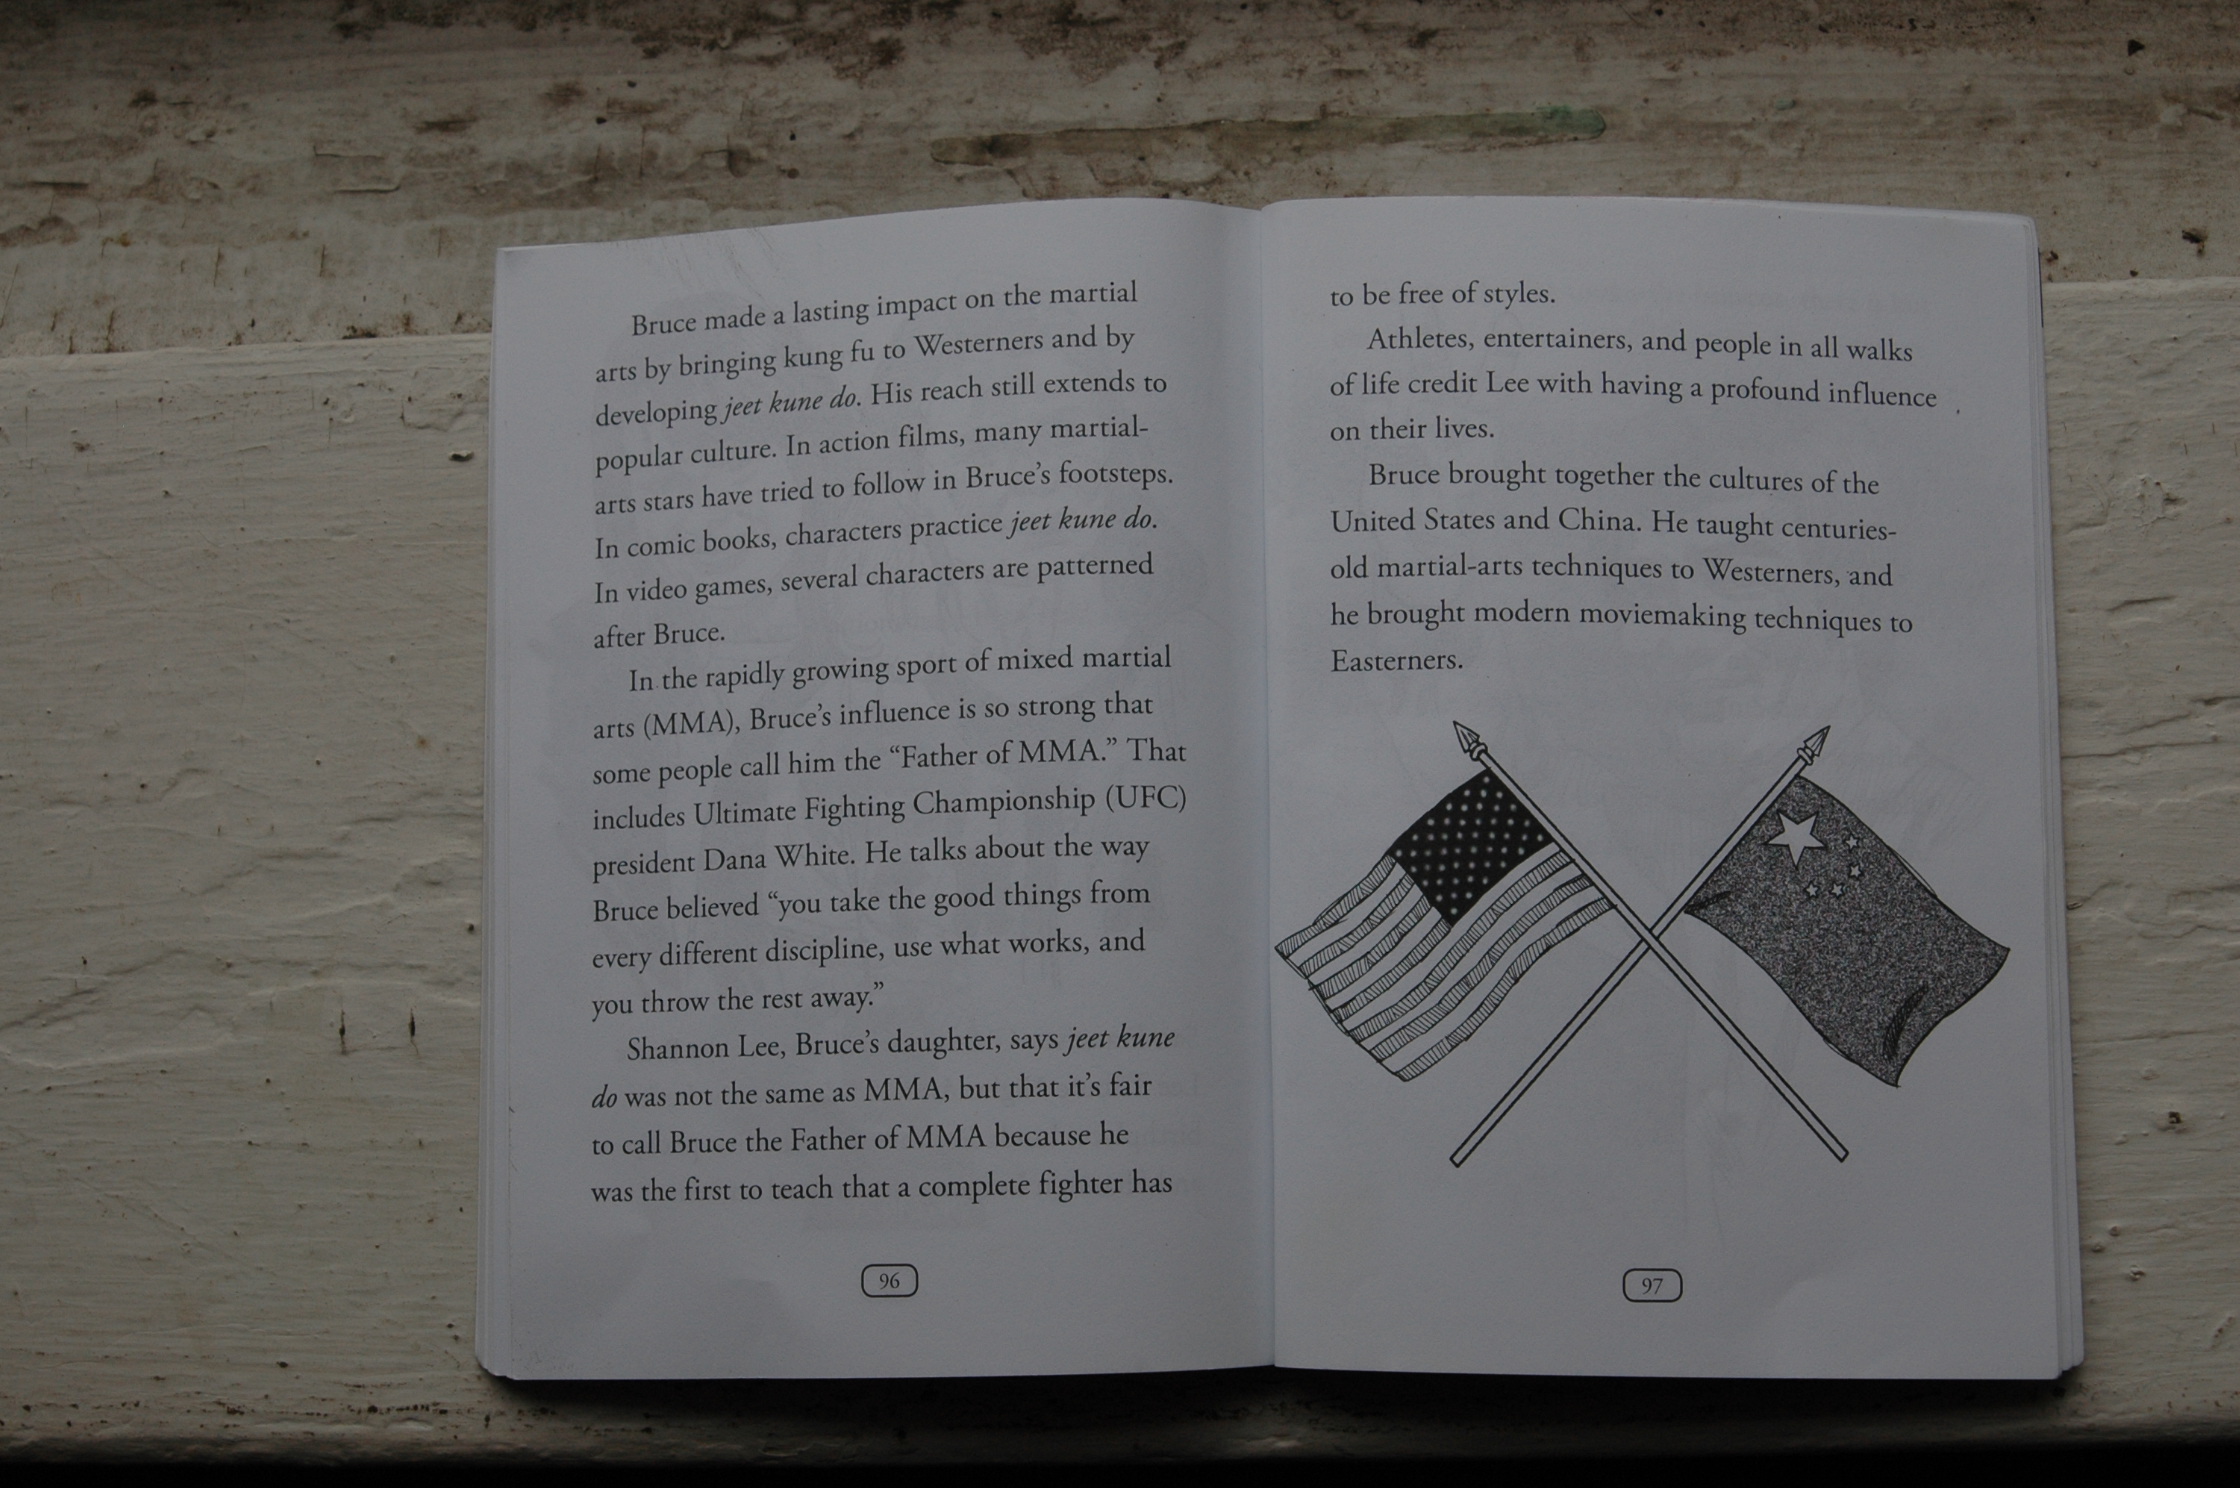 Bruce made a lasting impact on the martial
arts by bringing kung fu to Westerners and by
developing jeet kune do. His reach still extends to
popular culture. In action films, many martial-
arts stars have tried to follow in Bruce's footsteps.
In comic books, characters practice jeet kune do.
In video games, several characters are patterned
after Bruce.
In the rapidly growing sport of mixed martial
arts (MMA), Bruce's influence is so strong that
some people call him the “Father of MMA.” That
includes Ultimate Fighting Championship (UFC)
president Dana White. He talks about the way
Bruce believed “you take the good things from
every different discipline, use what works, and
you throw the rest away.”
Shannon Lee, Bruce's daughter, says jeet kune
do was not the same as MMA, but that it's fair
to call Bruce the Father of MMA because he
was the first to teach that a complete fighter has
96
to be free of styles.
Athletes, entertainers, and people in all walks
of life credit Lee with having a profound influence
on their lives.
Bruce brought together the cultures of the
United States and China. He taught centuries-
old martial-arts techniques to Westerners, and
he brought modern moviemaking techniques to
Easterners.
97